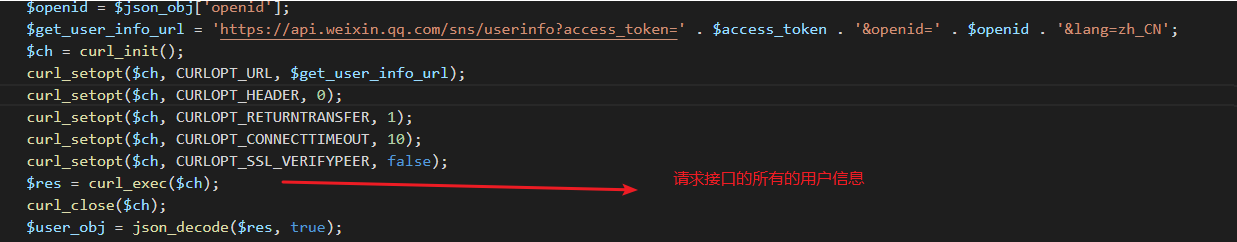 $openid = $json_obj['openid'];
$get_user_info_url = 'https://api.weixin.qq.com/sns/userinfo?access_token=' . $access_token . '&openid=' . $openid . '&lang=zh_CN';
$ch = curl_init();
curl_setopt($ch, CURLOPT_URL, $get_user_info_url);
curl_setopt($ch, CURLOPT_HEADER, 0);
curl_setopt($ch, CURLOPT_RETURNTRANSFER, 1);
curl_setopt($ch, CURLOPT_CONNECTTIMEOUT, 10);
curl_setopt($ch, CURLOPT_SSL_VERIFYPEER, false);
$res = curl_exec($ch);
请求接口的所有的用户信息
curl_close($ch);
$user_obj = json_decode($res, true);